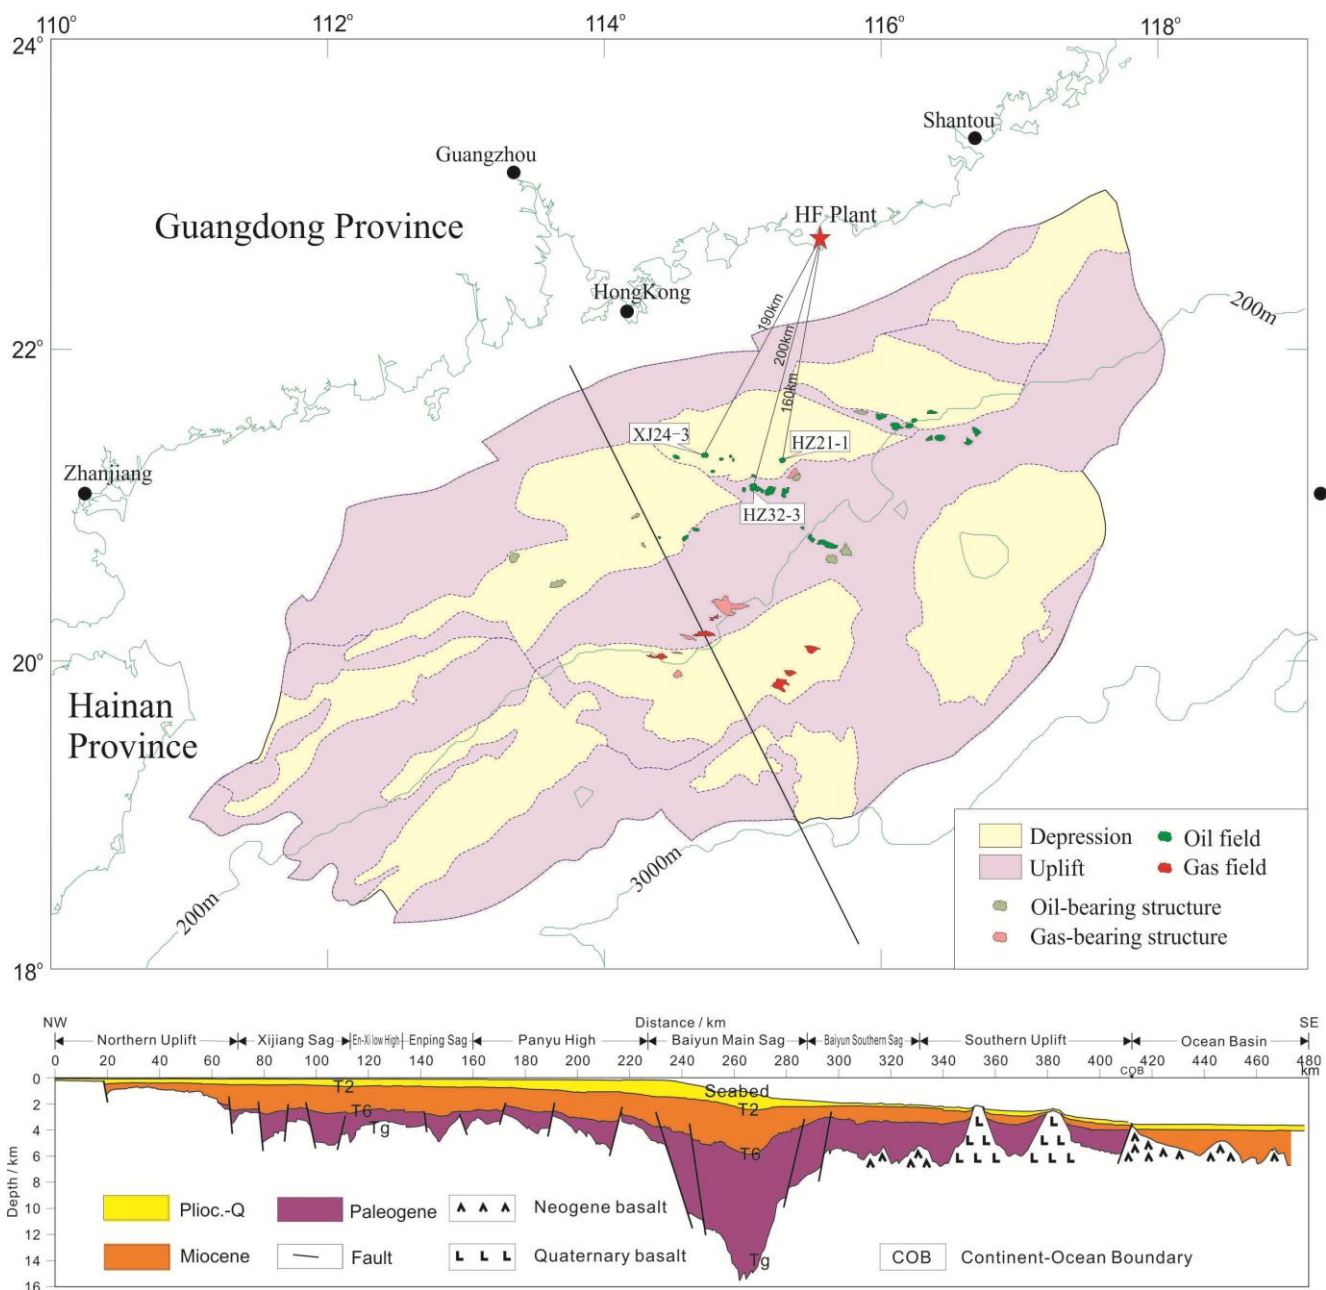 110°
112°
114°
116°
118°
24°
22°
20°
18°
Shantou
Guangzhou
HF Plant
Guangdong Province
HongKong
200m
190km
200km
160km
XJ24-3
HZ21-1
HZ32-3
Zhanjiang
Hainan
Province
200m
3000m
Depression
Oil field
Uplift
Gas field
Oil-bearing structure
Gas-bearing structure
NW
Distance / km
SE
Northern Uplift
Xijiang Sag
En-Xi low High
Enping Sag
Panyu High
Baiyun Main Sag
Baiyun Southern Sag
Southern Uplift
Ocean Basin
0 20 40 60 80 100 120 140 160 180 200 220 240 260 280 300 320 340 360 380 400 420 440 460 480
COB
km
0
2
4
6
8
10
12
14
16
Depth / km
T2
Seabed
T2
T6
Tg
T6
Tg
Plioc.-Q
Paleogene
Neogene basalt
Miocene
Fault
Quaternary basalt
COB
Continent-Ocean Boundary